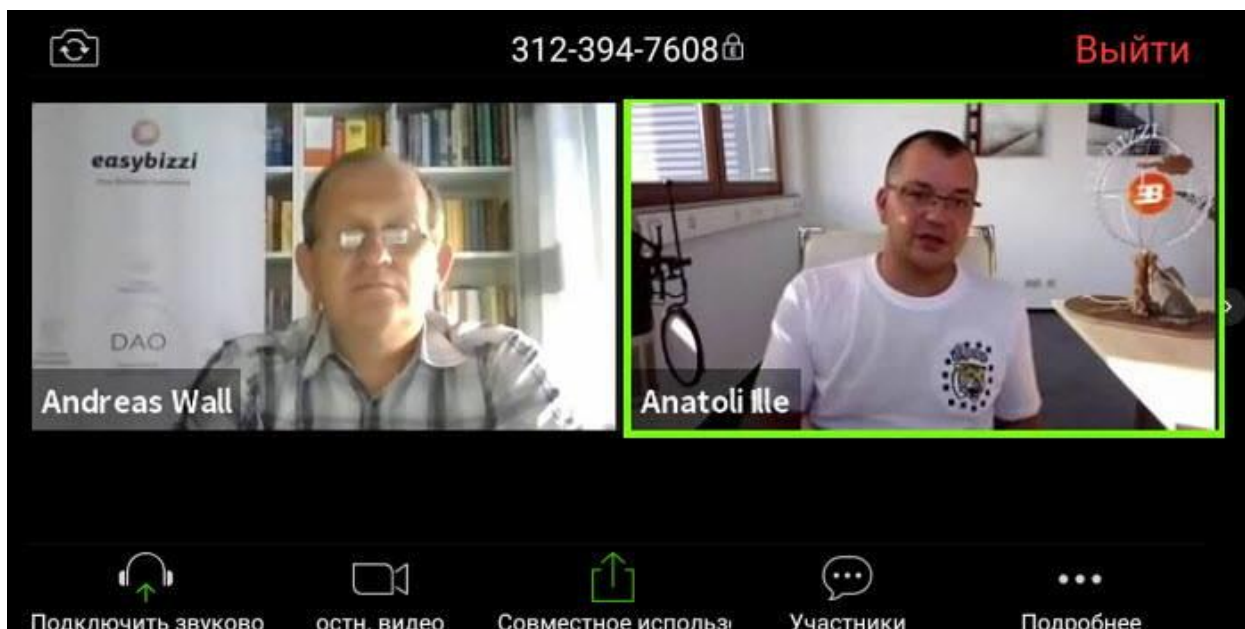 312-394-7608
Выйти
easybizzi
DAO
Andreas Wall
Anatoli Ille
Подключить звуково
остн. видео
Совместное использ
Участники
Подробнее